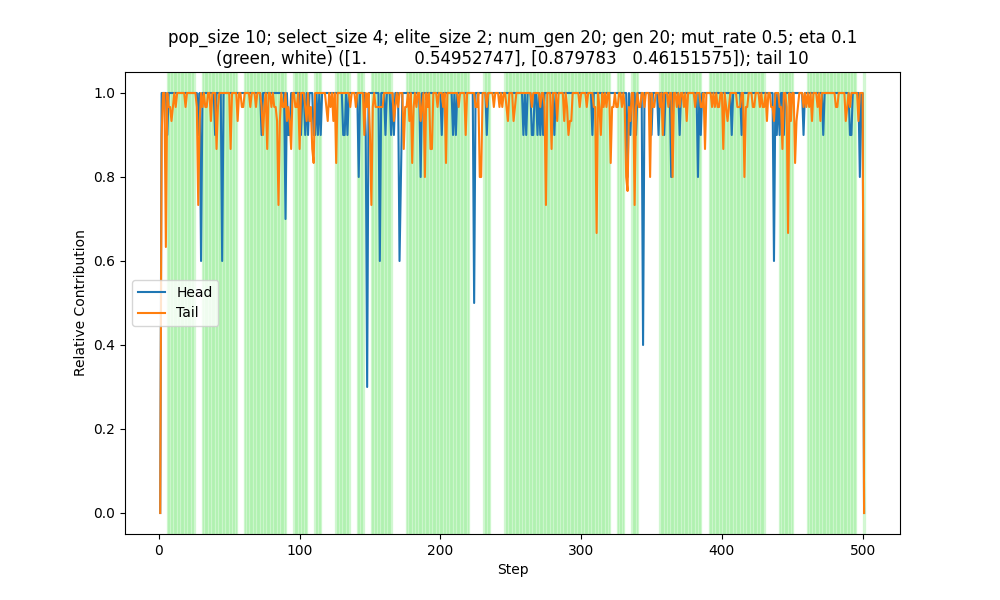 pop_size 10; select_size 4; elite_size 2; num_gen 20; gen 20; mut_rate 0.5; eta 0.1
(green, white) ([1.         0.54952747], [0.879783   0.46151575]); tail 10
1.0
0.8
0.6
0.4
0.2
0.0
Relative Contribution
Head
Tail
0
100
200
300
400
500
Step